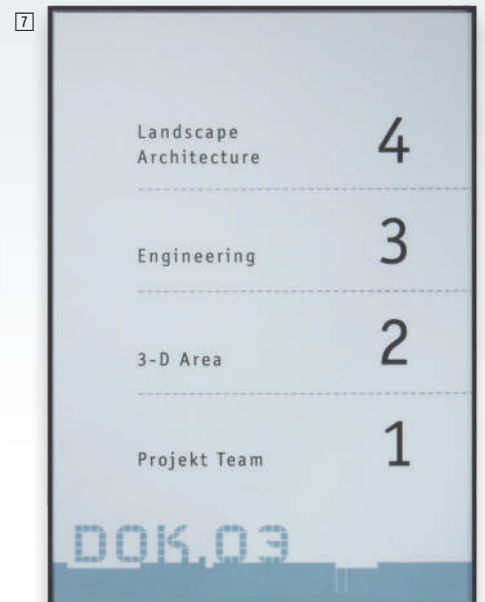 7
Landscape
Architecture
4
Engineering
3
3-D Area
2
Projekt Team
1
DOK.03